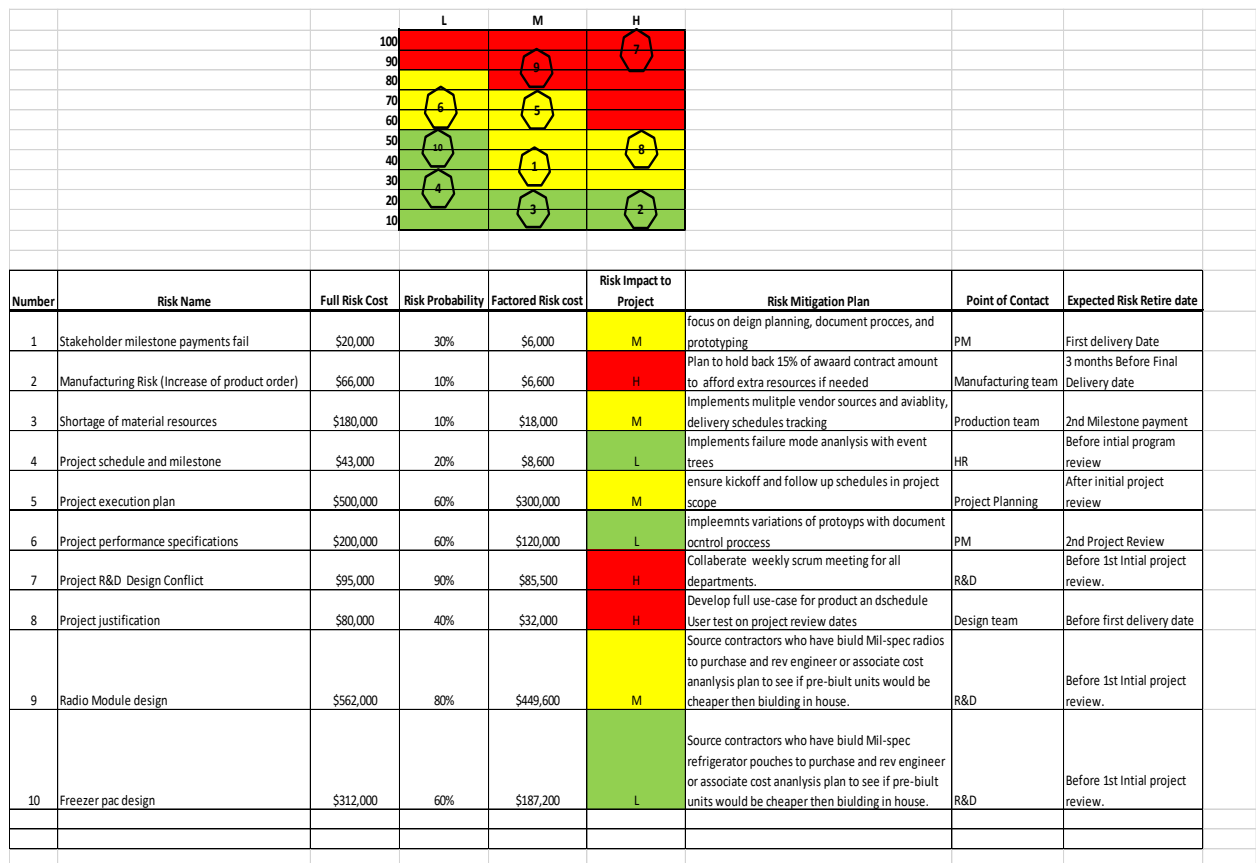 L M H
100
90
80
70
60
50
40
30
20
10
7
9
6 5
10 8
1
4
3 2
Number Risk Name Full Risk Cost Risk Probability Factored Risk cost Risk Impact to Project Risk Mitigation Plan Point of Contact Expected Risk Retire date
1 Stakeholder milestone payments fail $20,000 30% $6,000 M focus on deign planning, document procces, and prototyping PM First delivery Date
2 Manufacturing Risk (Increase of product order) $66,000 10% $6,600 H Plan to hold back 15% of awaard contract amount to afford extra resources if needed Manufacturing team 3 months Before Final Delivery date
3 Shortage of material resources $180,000 10% $18,000 M Implements mulitple vendor sources and aviablity, delivery schedules tracking Production team 2nd Milestone payment
4 Project schedule and milestone $43,000 20% $8,600 L Implements failure mode ananlysis with event trees HR Before intial program review
5 Project execution plan $500,000 60% $300,000 M ensure kickoff and follow up schedules in project scope Project Planning After initial project review
6 Project performance specifications $200,000 60% $120,000 L impleemnts variations of protoyps with document ocntrol proccess PM 2nd Project Review
7 Project R&D Design Conflict $95,000 90% $85,500 H Collaberate weekly scrum meeting for all departments. R&D Before 1st Intial project review.
8 Project justification $80,000 40% $32,000 H Develop full use-case for product an dschedule User test on project review dates Design team Before first delivery date
9 Radio Module design $562,000 80% $449,600 M Source contractors who have biuld Mil-spec radios to purchase and rev engineer or associate cost ananlysis plan to see if pre-biult units would be cheaper then biulding in house. R&D Before 1st Intial project review.
10 Freezer pac design $312,000 60% $187,200 L Source contractors who have biuld Mil-spec refrigerator pouches to purchase and rev engineer or associate cost ananlysis plan to see if pre-biult units would be cheaper then biulding in house. R&D Before 1st Intial project review.